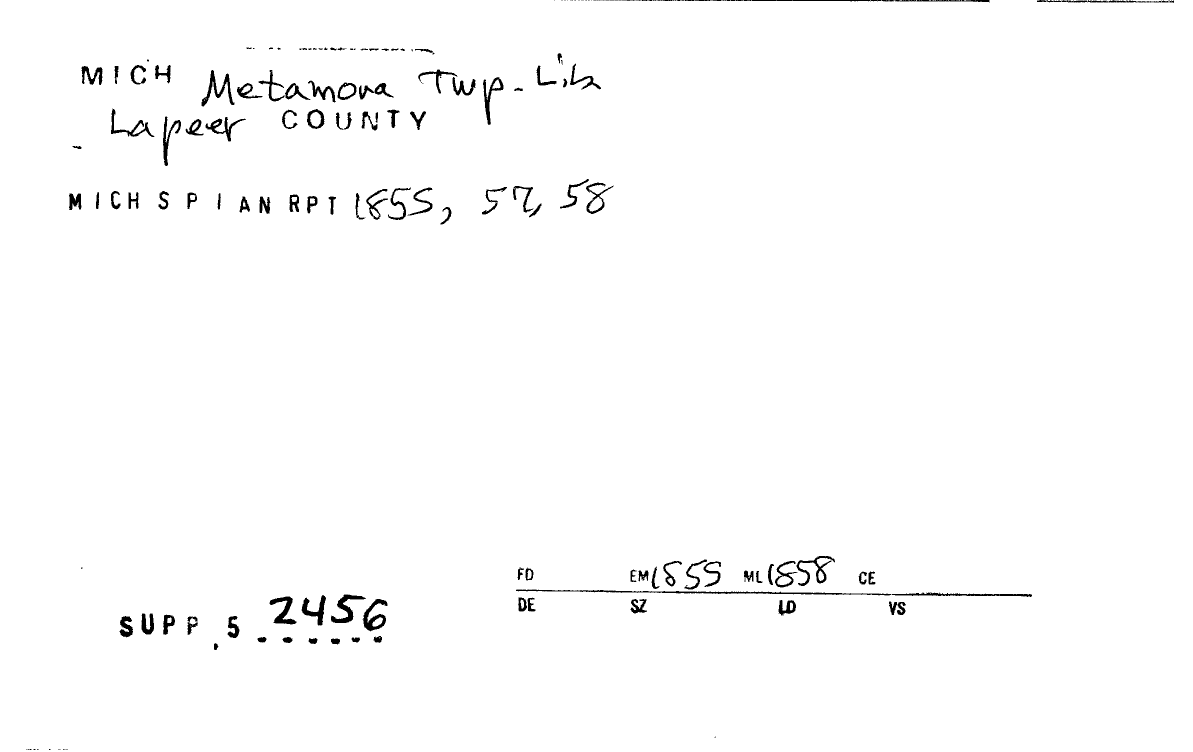 MICH Metamora Twp. Lib
Lapeer COUNTY
MICH S P I AN RPT 1855, 57, 58
FD EM 1855 ML 1858 CE
DE SZ LD VS
SUPP. 5 2456